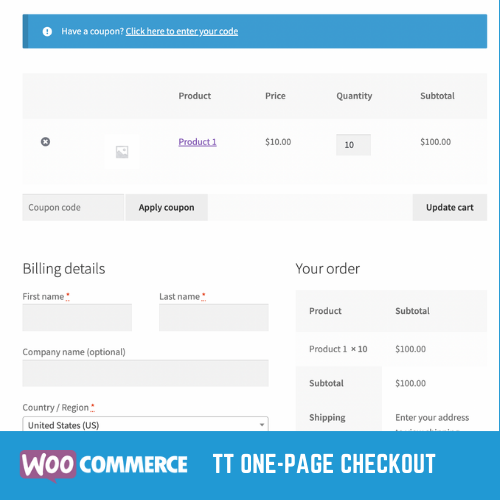 Have a coupon? Click here to enter your code
Product Price Quantity Subtotal
Product 1 $10.00 10 $100.00
Coupon code Apply coupon Update cart
Billing details
First name * Last name *
Company name (optional)
Country / Region *
United States (US)
Your order
Product Subtotal
Product 1 × 10 $100.00
Subtotal $100.00
Shipping Enter your address
WOOCOMMERCE TT ONE-PAGE CHECKOUT